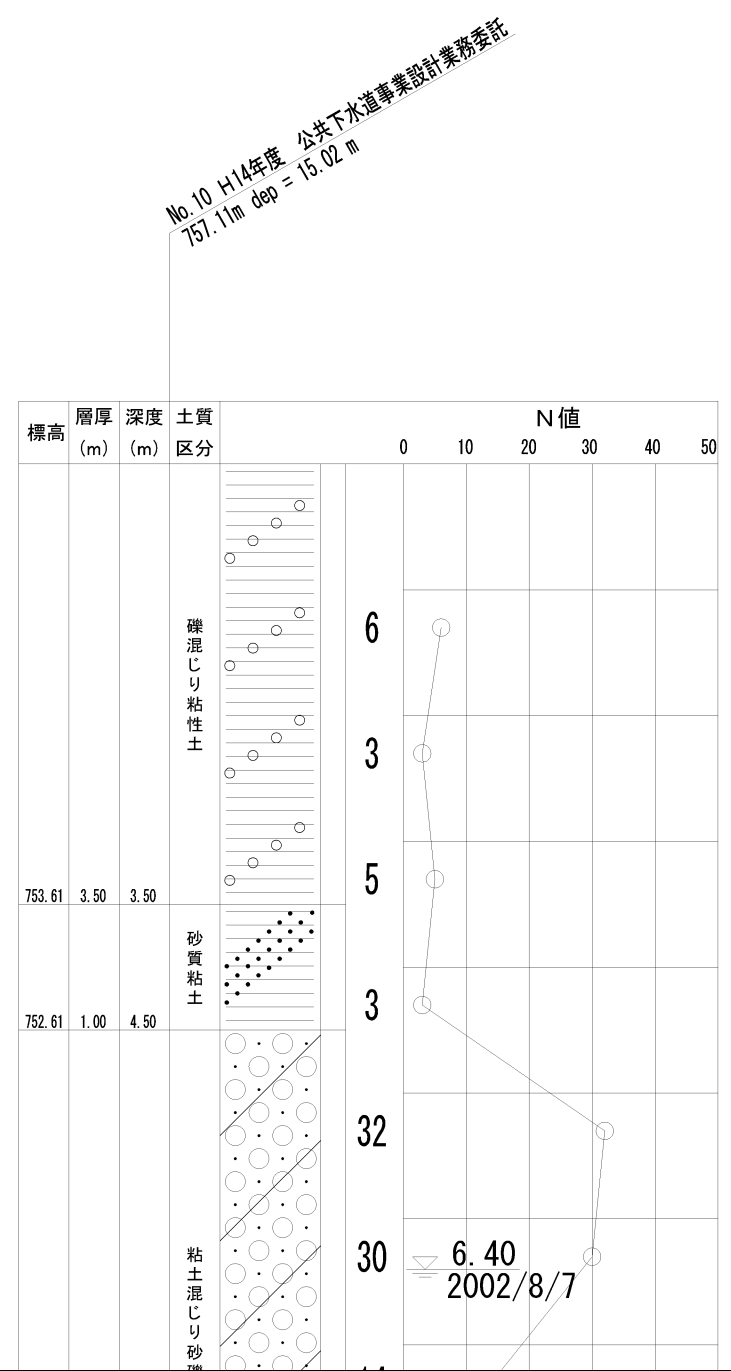 No.10 H14年度　公共下水道事業設計業務委託
757.11m dep = 15.02 m
標高
層厚
(m)
深度
(m)
土質
区分
N値
0 10 20 30 40 50
礫混じり粘性土
6
3
5
753.61 3.50 3.50
砂質粘土
3
752.61 1.00 4.50
32
30
6.40
2002/8/7
粘土混じり砂礫